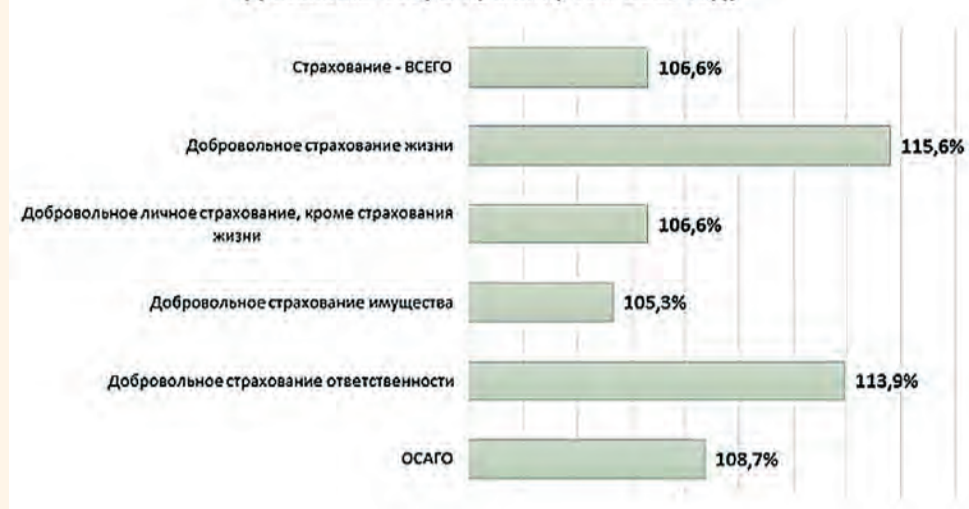 Страхование - ВСЕГО
106,6%
Добровольное страхование жизни
115,6%
Добровольное личное страхование, кроме страхования
жизни
106,6%
Добровольное страхование имущества
105,3%
Добровольное страхование ответственности
113,9%
ОСАГО
108,7%